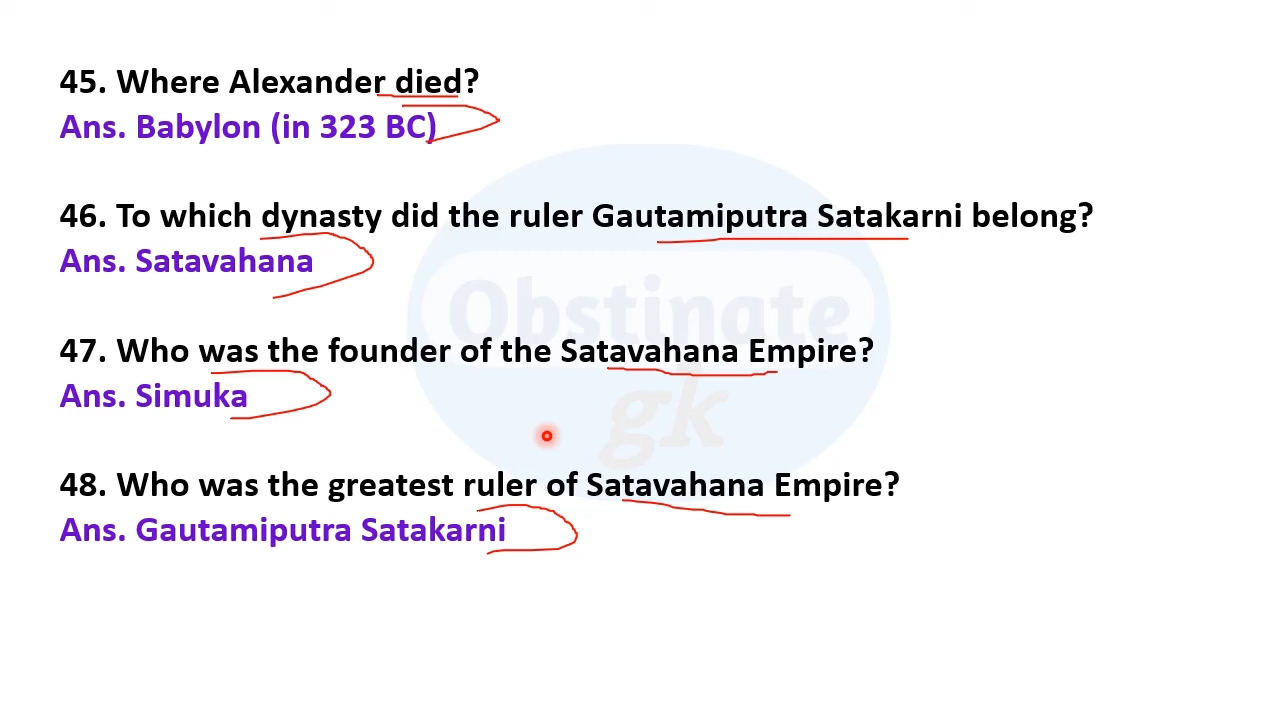 45. Where Alexander died?
Ans. Babylon (in 323 BC)
46. To which dynasty did the ruler Gautamiputra Satakarni belong?
Ans. Satavahana
Obstinate
47. Who was the founder of the Satavahana Empire?
Ans. Simuka
gk
48. Who was the greatest ruler of Satavahana Empire?
Ans. Gautamiputra Satakarni